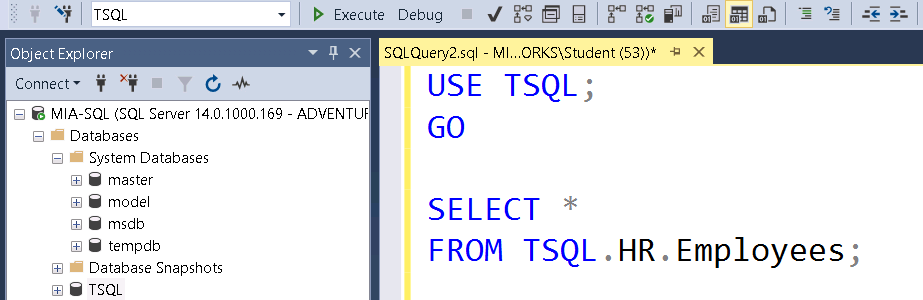 TSQL
Execute Debug
Object Explorer
SQLQuery2.sql - MI...ORKS\Student (53))*
Connect
MIA-SQL (SQL Server 14.0.1000.169 - ADVENTUR
Databases
System Databases
master
model
msdb
tempdb
Database Snapshots
TSQL
USE TSQL;
GO
SELECT *
FROM TSQL.HR.Employees;